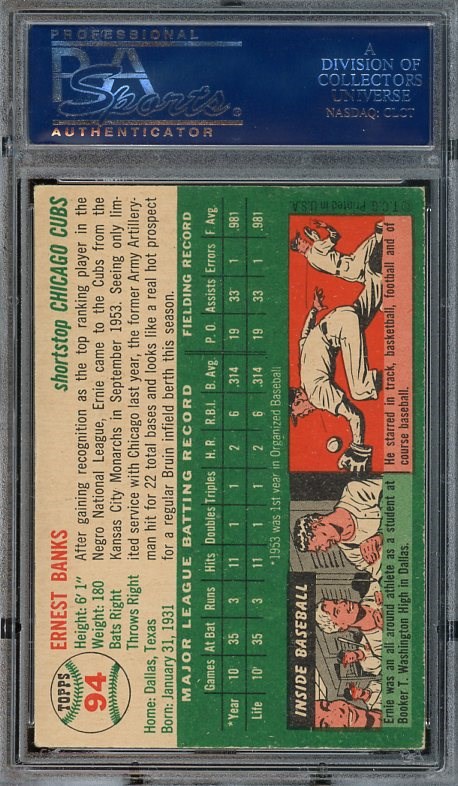 PROFESSIONAL
PSA
Sports
AUTHENTICATOR
A
DIVISION OF
COLLECTORS
UNIVERSE
NASDAQ: CLCT
TOPPS
94
ERNEST BANKS
shortstop CHICAGO CUBS
Height: 6' 1"
Weight: 180
Bats Right
Throws Right
Home: Dallas, Texas
Born: January 31, 1931
After gaining recognition as the top ranking player in the
Negro National League, Ernie came to the Cubs from the
Kansas City Monarchs in September 1953. Seeing only lim-
ited service with Chicago last year, the former Army Artillery-
man hit for 22 total bases and looks like a real hot prospect
for a regular Bruin infield berth this season.
MAJOR LEAGUE BATTING RECORD FIELDING RECORD
Games At Bat Runs Hits Doubles Triples H. R. R.B.I. B. Avg. P. O. Assists Errors F. Avg.
*Year 10 35 3 11 1 1 2 6 .314 19 33 1 .981
Life 10 35 3 11 1 1 2 6 .314 19 33 1 .981
*1953 was 1st year in Organized Baseball
INSIDE BASEBALL
Ernie was an all around athlete as a student at
Booker T. Washington High in Dallas.
He starred in track, basketball, football and of
course baseball.
© T. C. G. Printed in U.S.A.